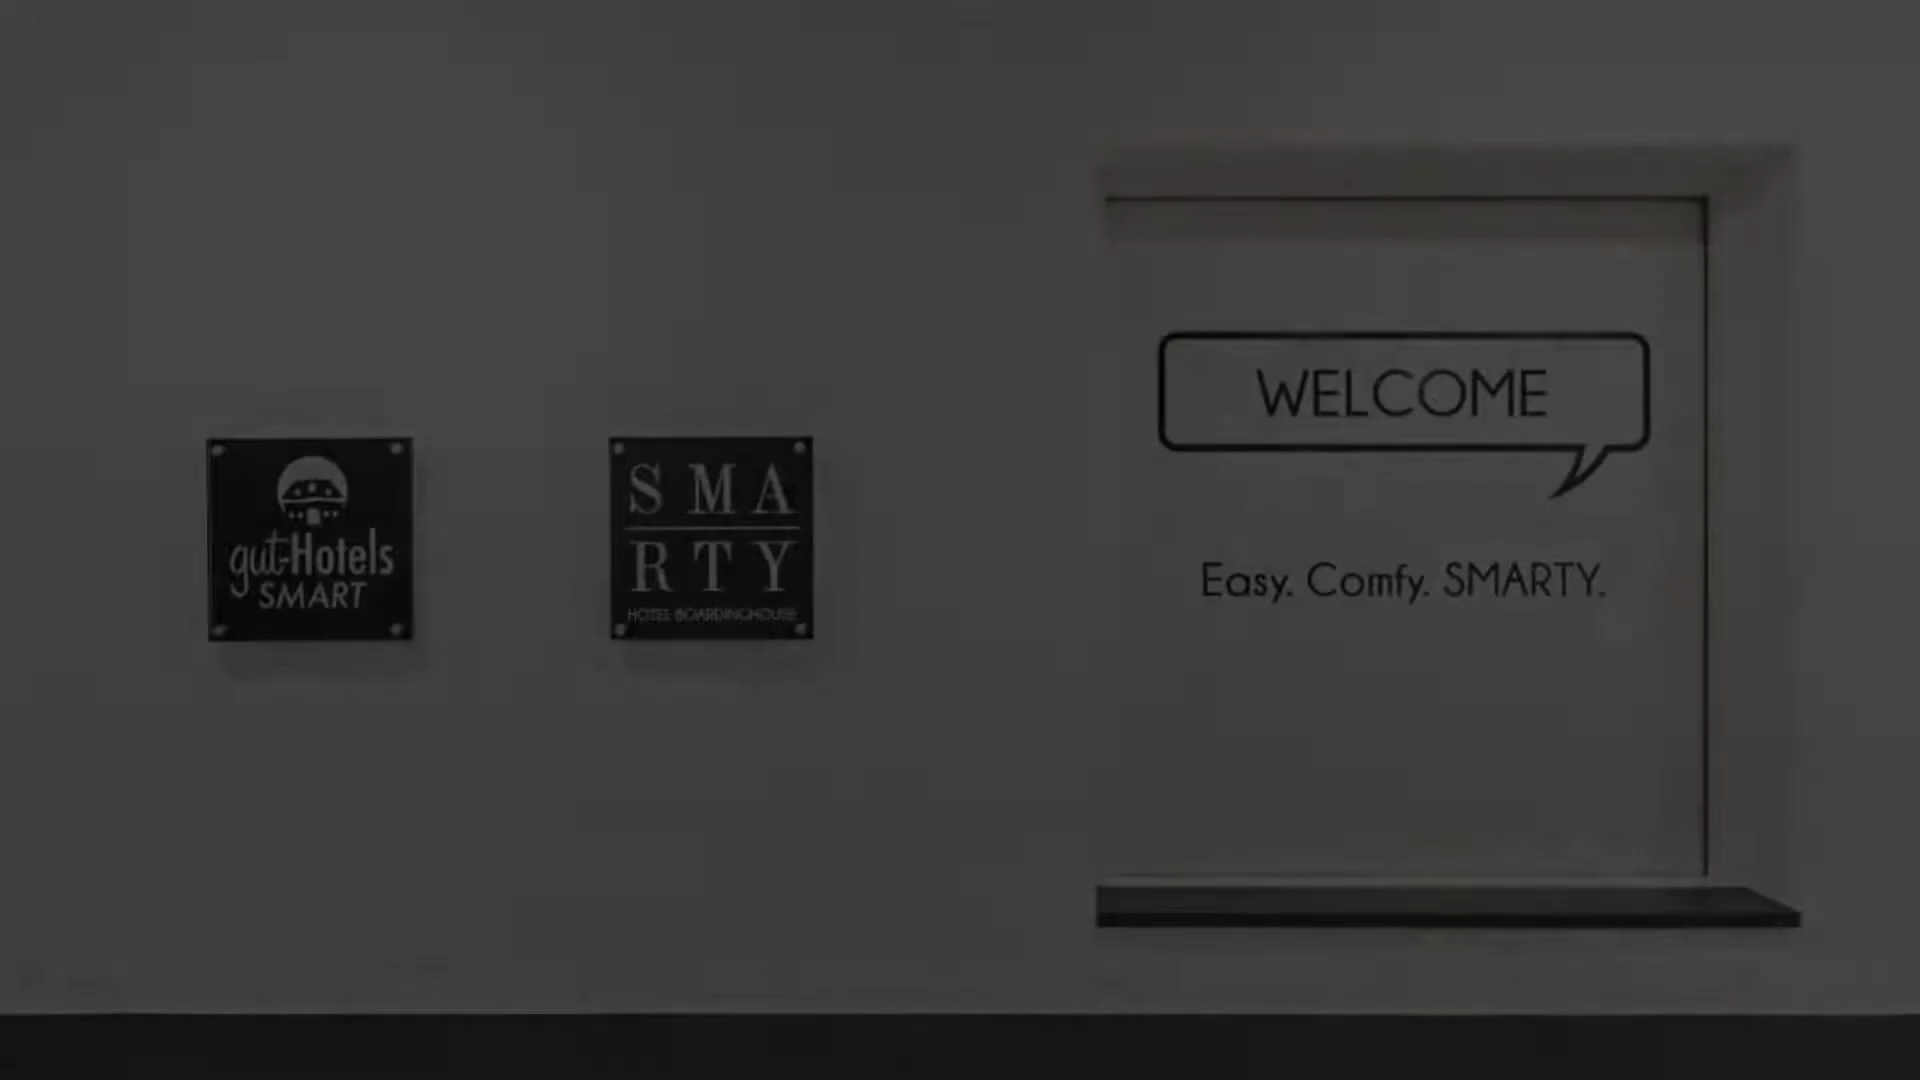 gut-Hotels
SMART
SMA
RTY
HOTEL BOARDINGHOUSE
WELCOME
Easy. Comfy. SMARTY.